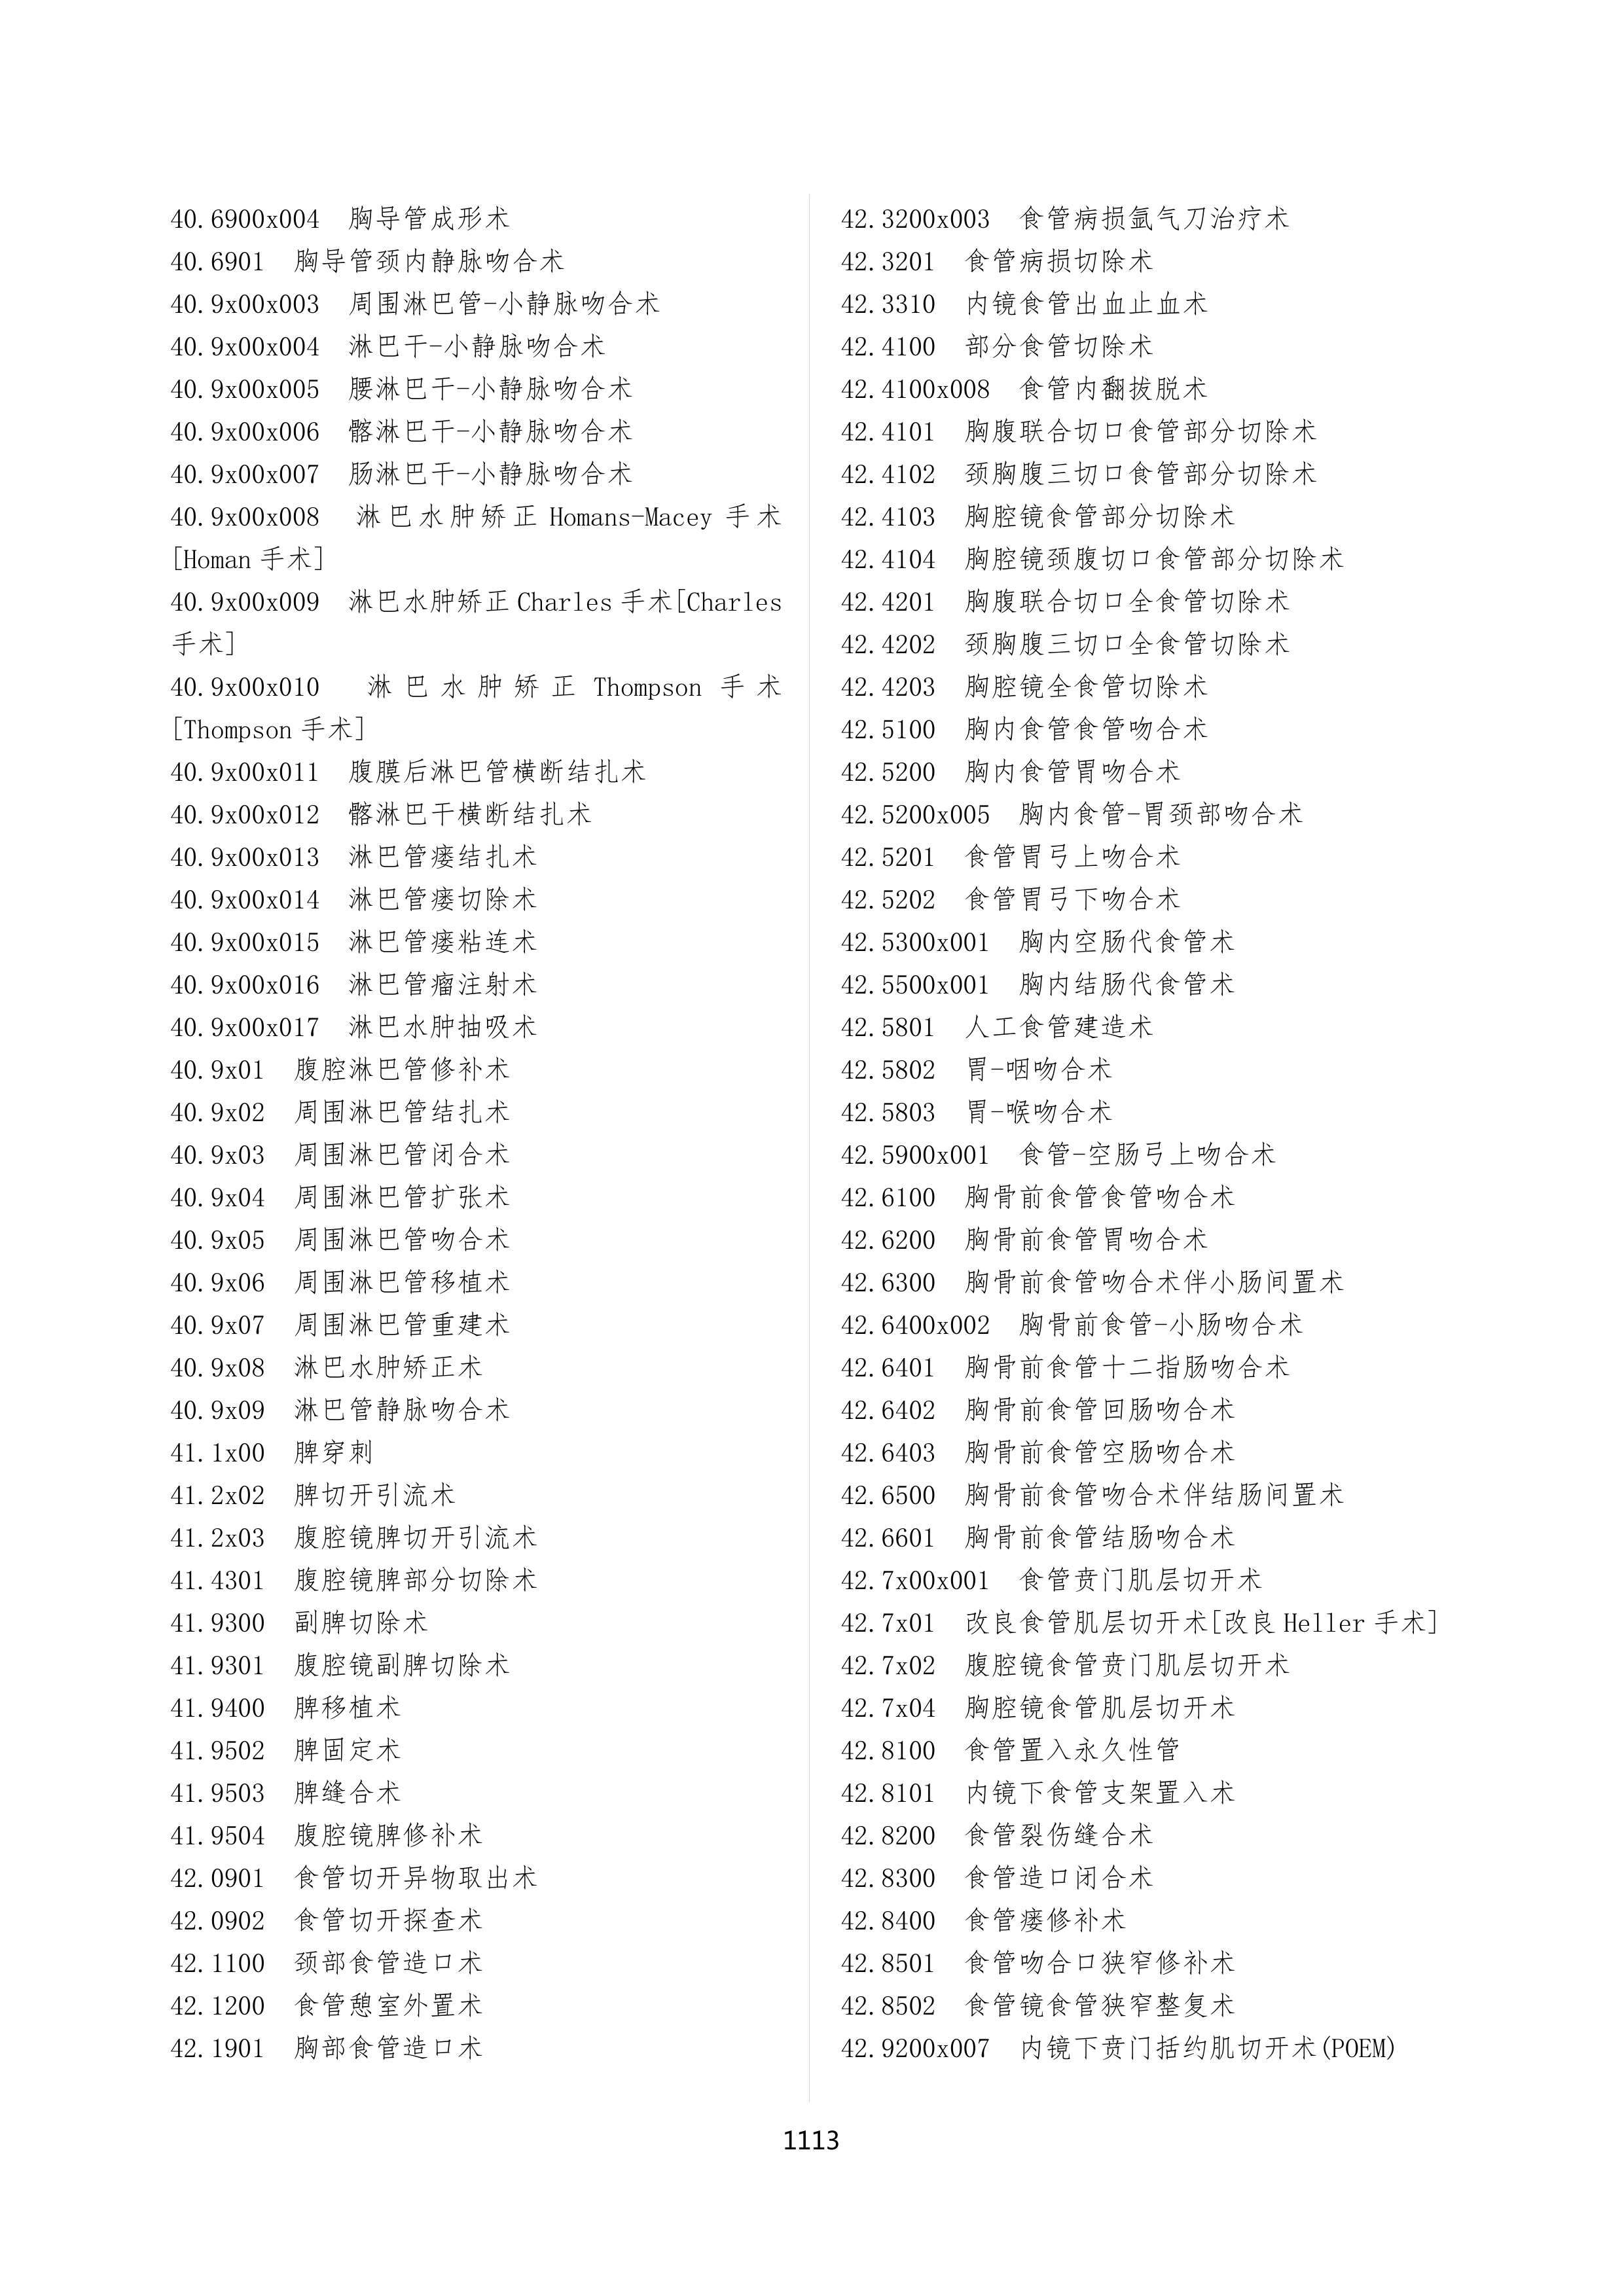 40.6900x004 胸导管成形术
40.6901 胸导管颈内静脉吻合术
40.9x00x003 周围淋巴管-小静脉吻合术
40.9x00x004 淋巴干-小静脉吻合术
40.9x00x005 腰淋巴干-小静脉吻合术
40.9x00x006 髂淋巴干-小静脉吻合术
40.9x00x007 肠淋巴干-小静脉吻合术
40.9x00x008 淋巴水肿矫正 Homans-Macey 手术
[Homan 手术]
40.9x00x009 淋巴水肿矫正 Charles 手术[Charles
手术]
40.9x00x010 淋巴水肿矫正 Thompson 手术
[Thompson 手术]
40.9x00x011 腹膜后淋巴管横断结扎术
40.9x00x012 髂淋巴干横断结扎术
40.9x00x013 淋巴管瘘结扎术
40.9x00x014 淋巴管瘘切除术
40.9x00x015 淋巴管瘘粘连术
40.9x00x016 淋巴管瘤注射术
40.9x00x017 淋巴水肿抽吸术
40.9x01 腹腔淋巴管修补术
40.9x02 周围淋巴管结扎术
40.9x03 周围淋巴管闭合术
40.9x04 周围淋巴管扩张术
40.9x05 周围淋巴管吻合术
40.9x06 周围淋巴管移植术
40.9x07 周围淋巴管重建术
40.9x08 淋巴水肿矫正术
40.9x09 淋巴管静脉吻合术
41.1x00 脾穿刺
41.2x02 脾切开引流术
41.2x03 腹腔镜脾切开引流术
41.4301 腹腔镜脾部分切除术
41.9300 副脾切除术
41.9301 腹腔镜副脾切除术
41.9400 脾移植术
41.9502 脾固定术
41.9503 脾缝合术
41.9504 腹腔镜脾修补术
42.0901 食管切开异物取出术
42.0902 食管切开探查术
42.1100 颈部食管造口术
42.1200 食管憩室外置术
42.1901 胸部食管造口术
42.3200x003 食管病损氩气刀治疗术
42.3201 食管病损切除术
42.3310 内镜食管出血止血术
42.4100 部分食管切除术
42.4100x008 食管内翻拔脱术
42.4101 胸腹联合切口食管部分切除术
42.4102 颈胸腹三切口食管部分切除术
42.4103 胸腔镜食管部分切除术
42.4104 胸腔镜颈腹切口食管部分切除术
42.4201 胸腹联合切口全食管切除术
42.4202 颈胸腹三切口全食管切除术
42.4203 胸腔镜全食管切除术
42.5100 胸内食管食管吻合术
42.5200 胸内食管胃吻合术
42.5200x005 胸内食管-胃颈部吻合术
42.5201 食管胃弓上吻合术
42.5202 食管胃弓下吻合术
42.5300x001 胸内空肠代食管术
42.5500x001 胸内结肠代食管术
42.5801 人工食管建造术
42.5802 胃-咽吻合术
42.5803 胃-喉吻合术
42.5900x001 食管-空肠弓上吻合术
42.6100 胸骨前食管食管吻合术
42.6200 胸骨前食管胃吻合术
42.6300 胸骨前食管吻合术伴小肠间置术
42.6400x002 胸骨前食管-小肠吻合术
42.6401 胸骨前食管十二指肠吻合术
42.6402 胸骨前食管回肠吻合术
42.6403 胸骨前食管空肠吻合术
42.6500 胸骨前食管吻合术伴结肠间置术
42.6601 胸骨前食管结肠吻合术
42.7x00x001 食管贲门肌层切开术
42.7x01 改良食管肌层切开术[改良 Heller 手术]
42.7x02 腹腔镜食管贲门肌层切开术
42.7x04 胸腔镜食管肌层切开术
42.8100 食管置入永久性管
42.8101 内镜下食管支架置入术
42.8200 食管裂伤缝合术
42.8300 食管造口闭合术
42.8400 食管瘘修补术
42.8501 食管吻合口狭窄修补术
42.8502 食管镜食管狭窄整复术
42.9200x007 内镜下贲门括约肌切开术(POEM)
1113